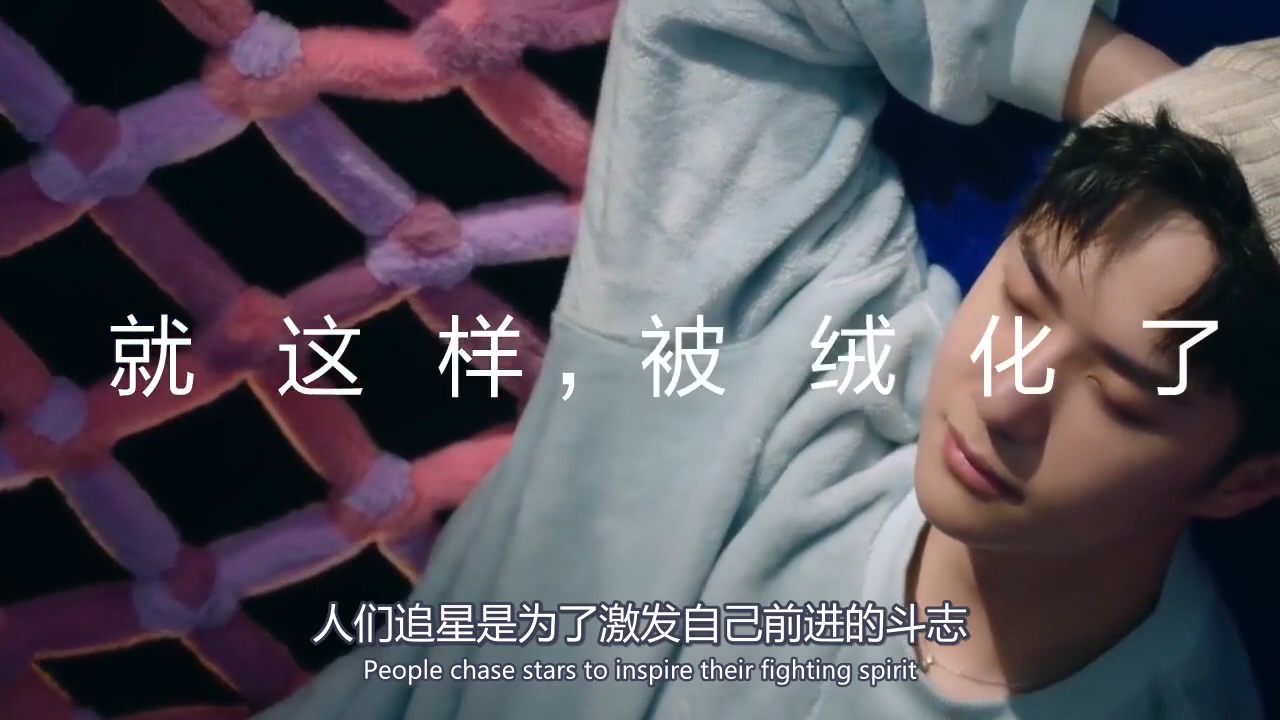 就这样，被绒化了
人们追星是为了激发自己前进的斗志
People chase stars to inspire their fighting spirit